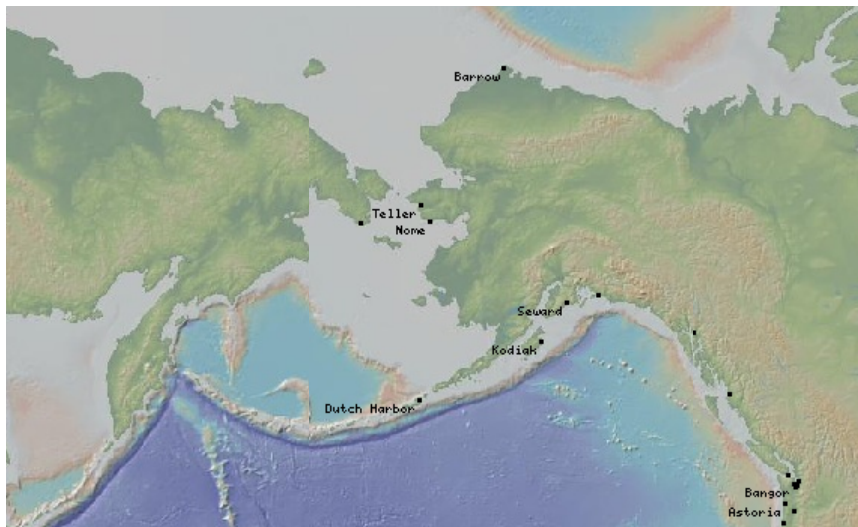 Barrow
Teller
Nome
Seward
Kodiak
Dutch Harbor
Bangor
Astoria